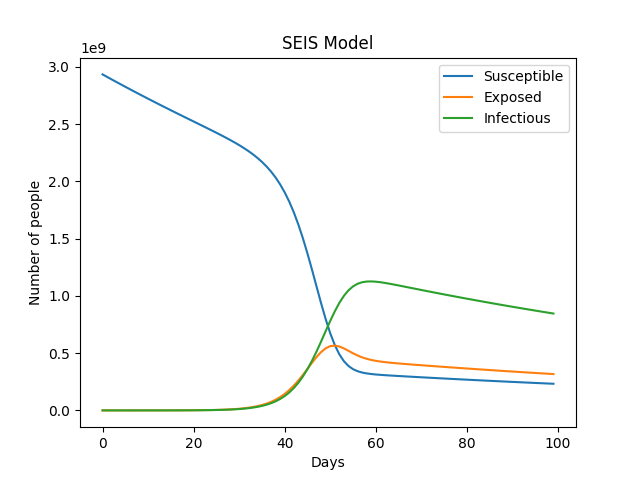 SEIS Model
1e9
3.0
2.5
2.0
1.5
1.0
0.5
0.0
Number of people
Susceptible
Exposed
Infectious
0 20 40 60 80 100
Days